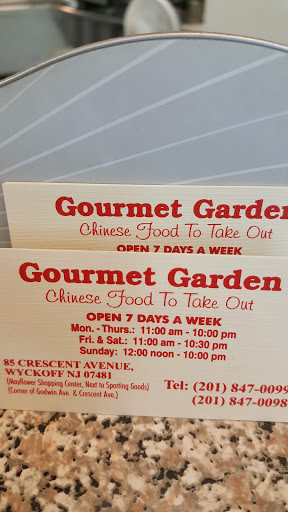 Gourmet Garden
Chinese Food To Take Out
OPEN 7 DAYS A WEEK
Gourmet Garden
Chinese Food To Take Out
OPEN 7 DAYS A WEEK
Mon. - Thurs.: 11:00 am - 10:00 pm
Fri. & Sat.: 11:00 am - 10:30 pm
Sunday: 12:00 noon - 10:00 pm
85 CRESCENT AVENUE,
WYCKOFF NJ 07481
(Mayflower Shopping Center, Next to Sporting Goods)
(Corner of Godwin Ave. & Crescent Ave.)
Tel: (201) 847-0099
(201) 847-0098